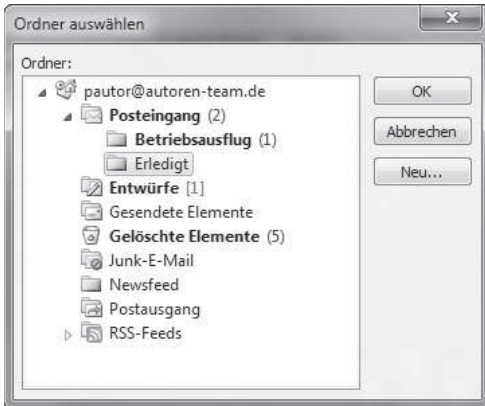 Ordner auswählen
Ordner:
pautor@autoren-team.de
Posteingang (2)
Betriebsausflug (1)
Erledigt
Entwürfe [1]
Gesendete Elemente
Gelöschte Elemente (5)
Junk-E-Mail
Newsfeed
Postausgang
RSS-Feeds
OK
Abbrechen
Neu...